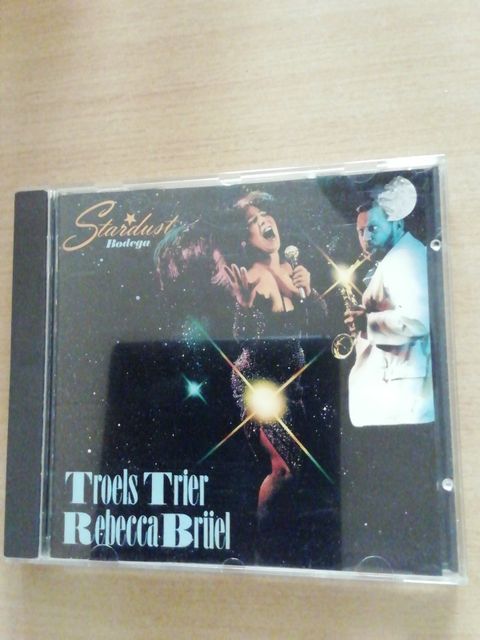 Stardust
Bodega
Troels Trier
Rebecca Brüel